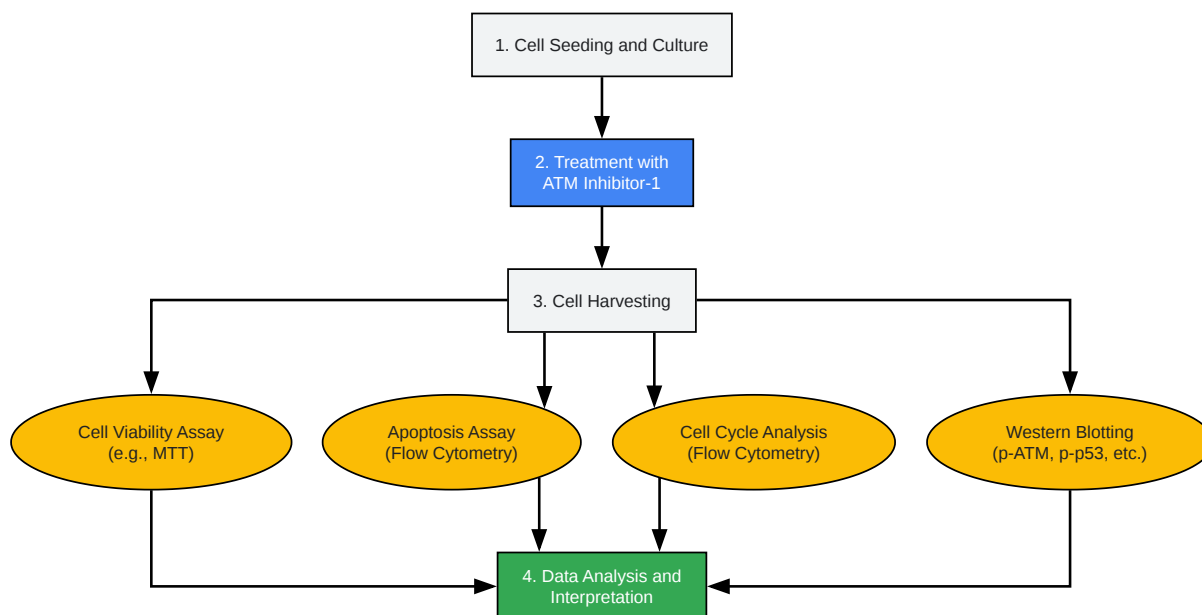 1. Cell Seeding and Culture
2. Treatment with
ATM Inhibitor-1
3. Cell Harvesting
Cell Viability Assay
(e.g., MTT)
Apoptosis Assay
(Flow Cytometry)
Cell Cycle Analysis
(Flow Cytometry)
Western Blotting
(p-ATM, p-p53, etc.)
4. Data Analysis and
Interpretation